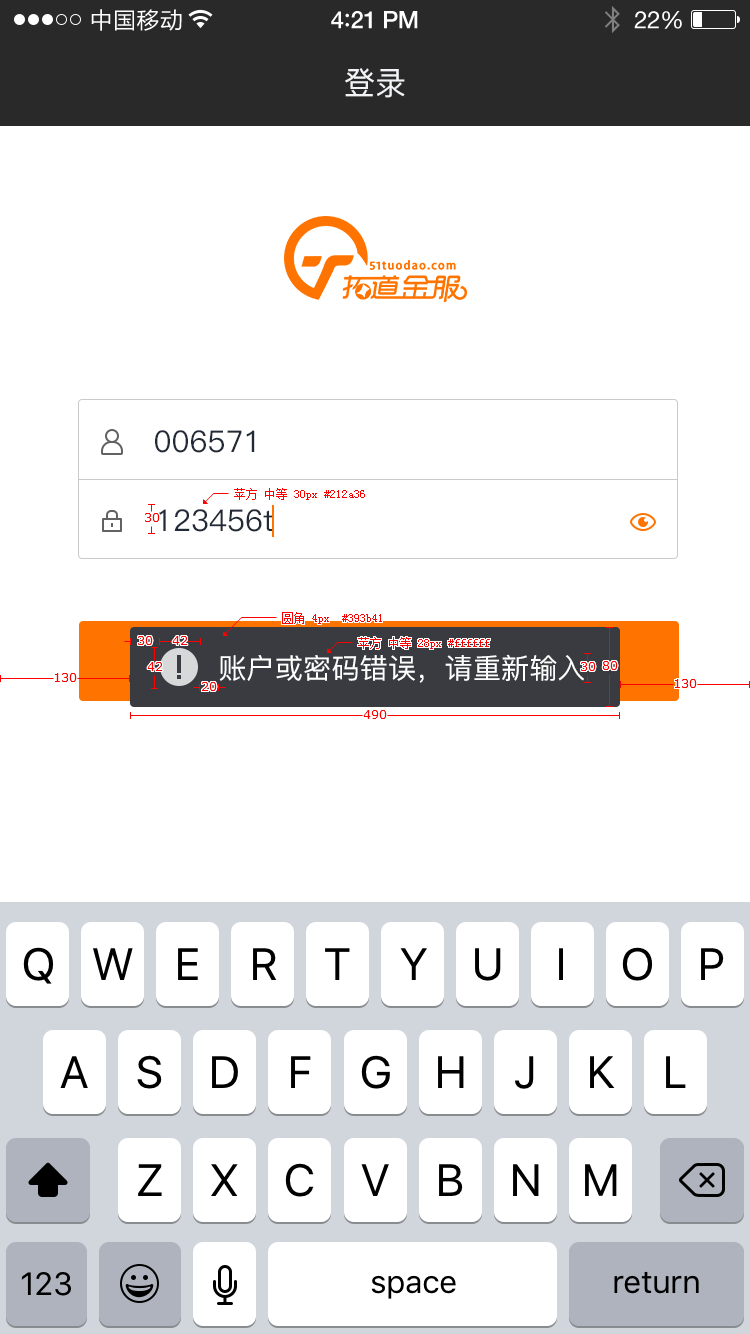 中国移动 4:21 PM 22%
登录
51tuodao.com
拓道金服
006571
苹方 中等 30px #212a36
30
123456t
圆角 4px #393b41
30 42
苹方 中等 28px #ffffff
42 账户或密码错误，请重新输入 30 80
20
130 130
490
Q W E R T Y U I O P
A S D F G H J K L
Z X C V B N M
123 space return